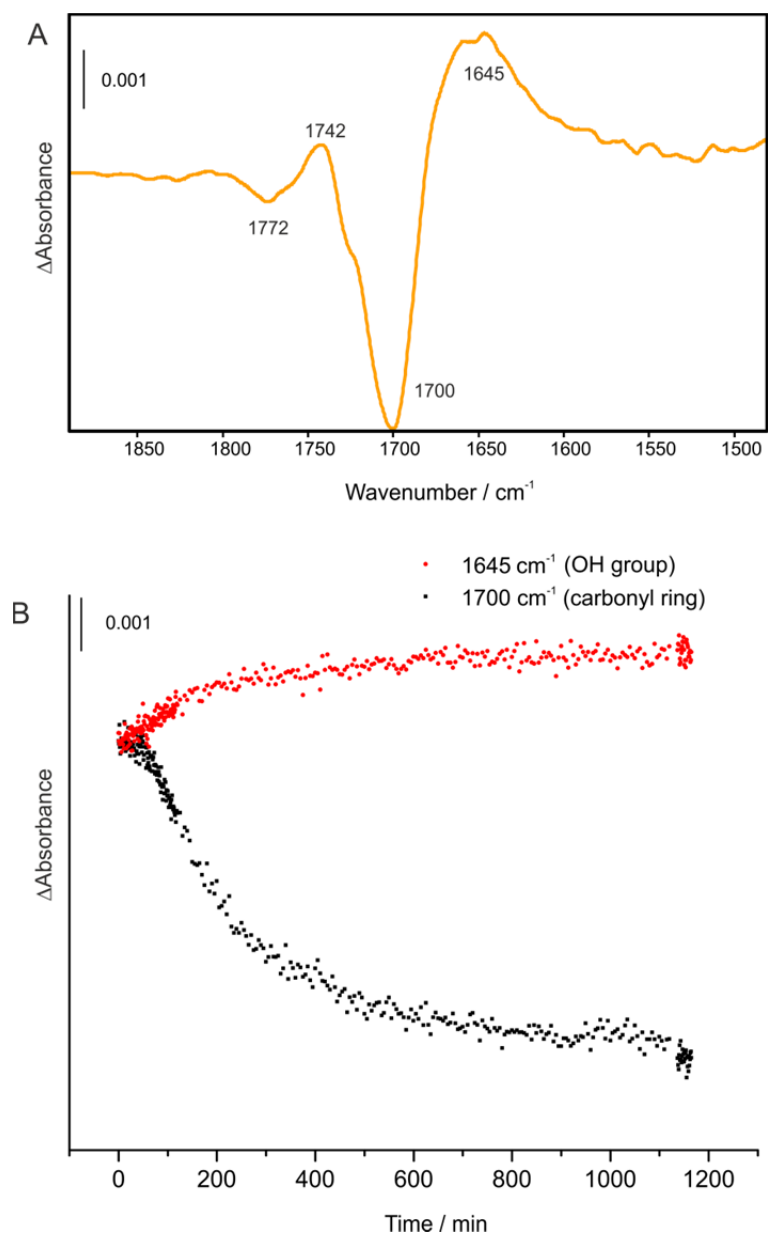 A
0.001
1742
1645
1772
1700
ΔAbsorbance
1850 1800 1750 1700 1650 1600 1550 1500
Wavenumber / cm⁻¹
1645 cm⁻¹ (OH group)
1700 cm⁻¹ (carbonyl ring)
B
0.001
ΔAbsorbance
0 200 400 600 800 1000 1200
Time / min